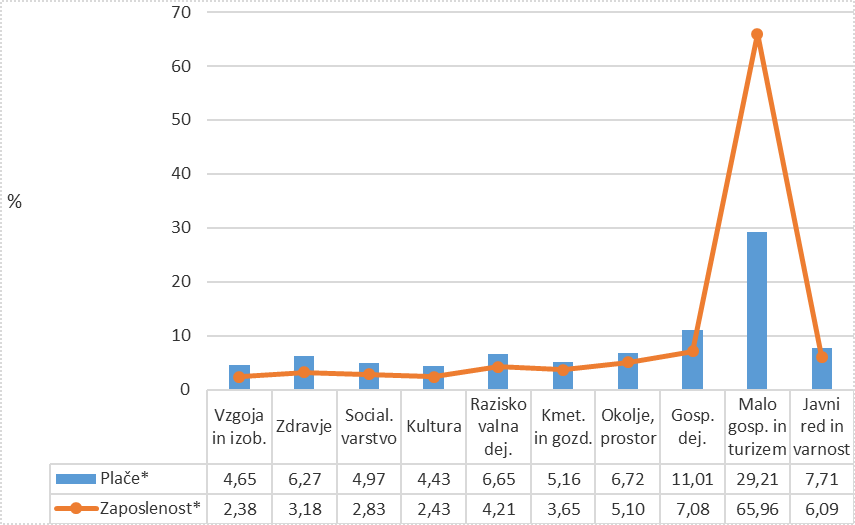 70
60
50
40
%
30
20
10
0
Vzgoja in izob.
Zdravje
Social. varstvo
Kultura
Razisko valna dej.
Kmet. in gozd.
Okolje, prostor
Gosp. dej.
Malo gosp. in turizem
Javni red in varnost
Plače* 4,65 6,27 4,97 4,43 6,65 5,16 6,72 11,01 29,21 7,71
Zaposlenost* 2,38 3,18 2,83 2,43 4,21 3,65 5,10 7,08 65,96 6,09